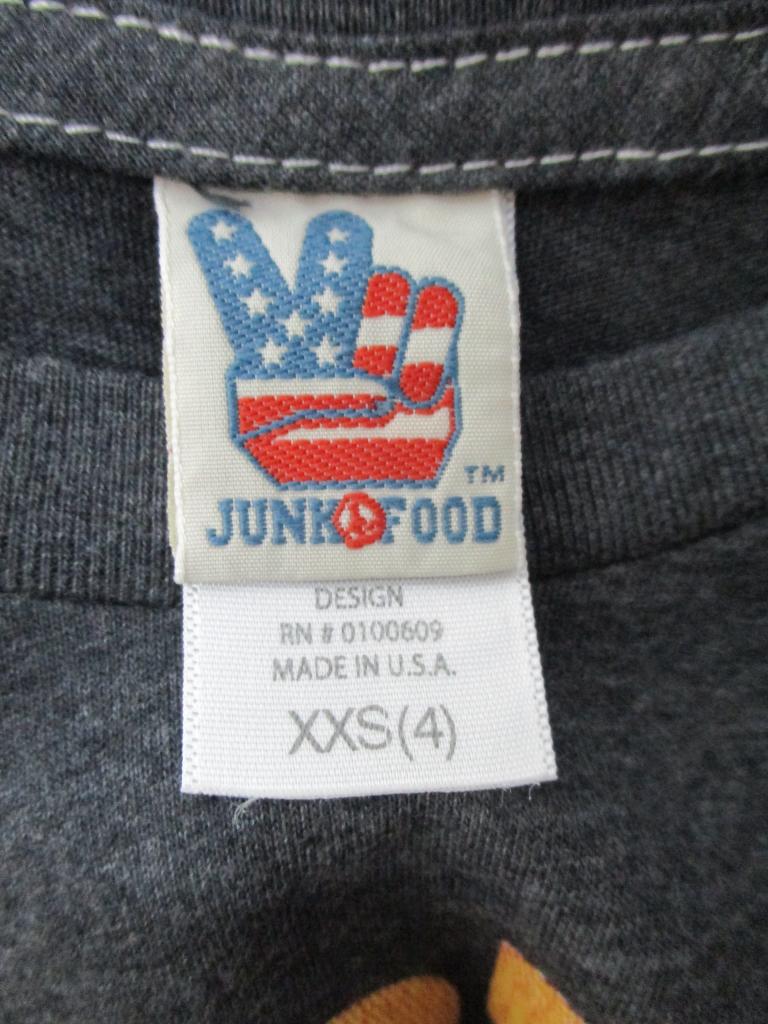 TM
JUNK FOOD
DESIGN
RN # 0100609
MADE IN U.S.A.
XXS(4)